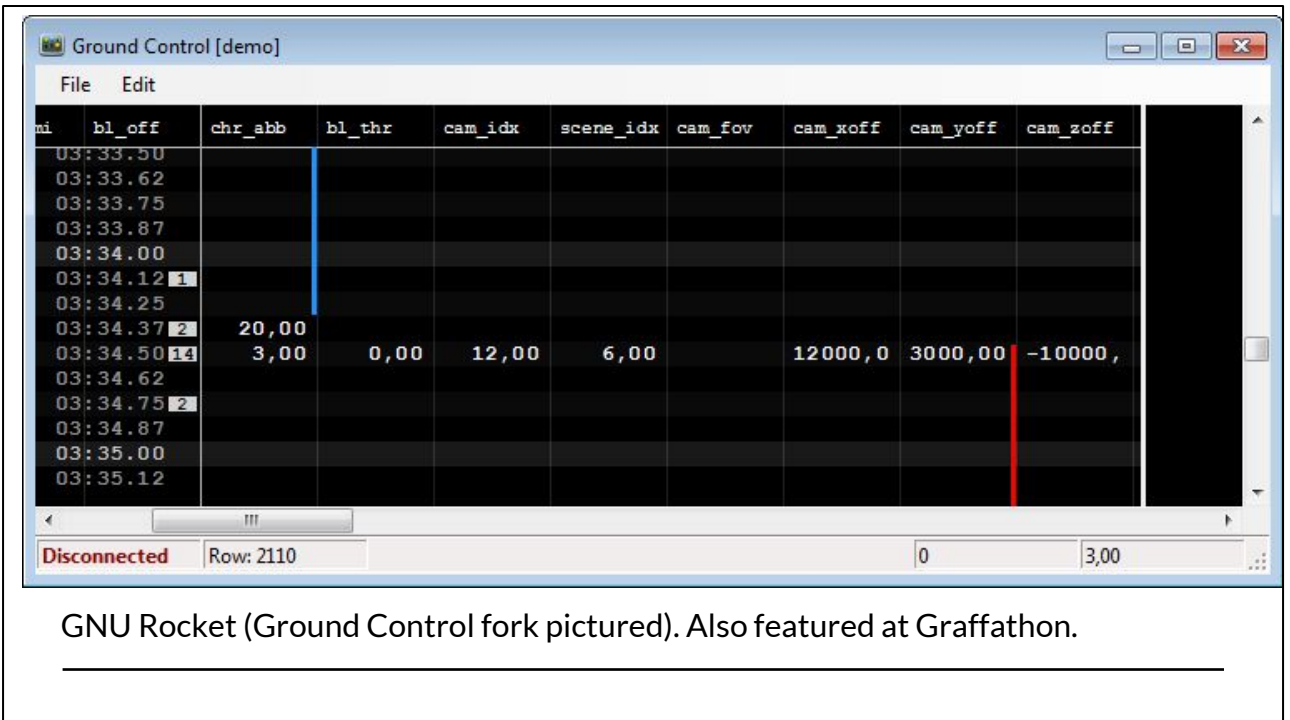 Ground Control [demo]
File Edit
mi bl_off chr_abb bl_thr cam_idx scene_idx cam_fov cam_xoff cam_yoff cam_zoff
03:33.50
03:33.62
03:33.75
03:33.87
03:34.00
03:34.12 1
03:34.25
03:34.37 2 20,00
03:34.50 14 3,00 0,00 12,00 6,00 12000,0 3000,00 -10000,
03:34.62
03:34.75 2
03:34.87
03:35.00
03:35.12
Disconnected Row: 2110 0 3,00
GNU Rocket (Ground Control fork pictured). Also featured at Graffathon.